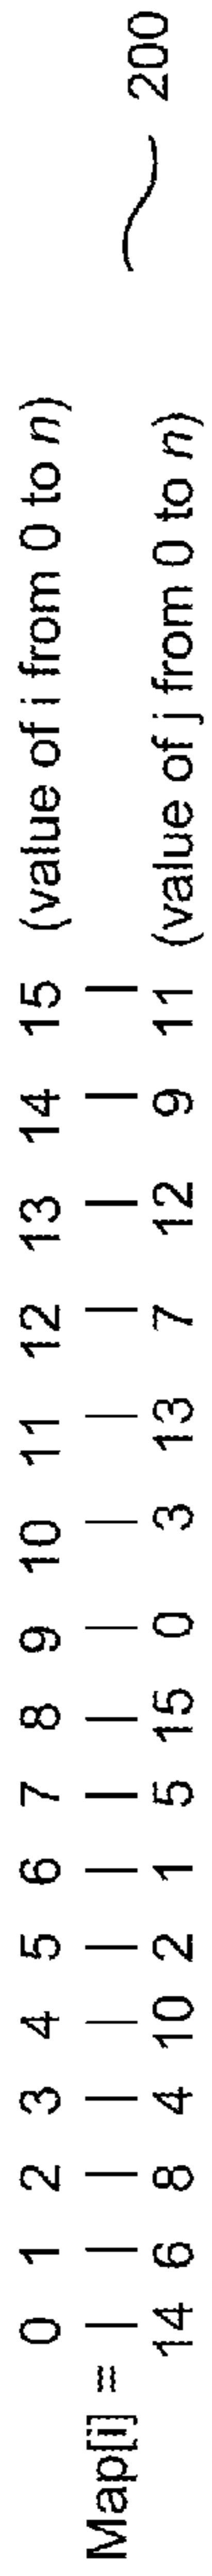 0 1 2 3 4 5 6 7 8 9 10 11 12 13 14 15 (value of i from 0 to n)
Map[i] = | | | | | | | | | | | | | | | |
14 6 8 4 10 2 1 5 15 0 3 13 7 12 9 11 (value of j from 0 to n)
200